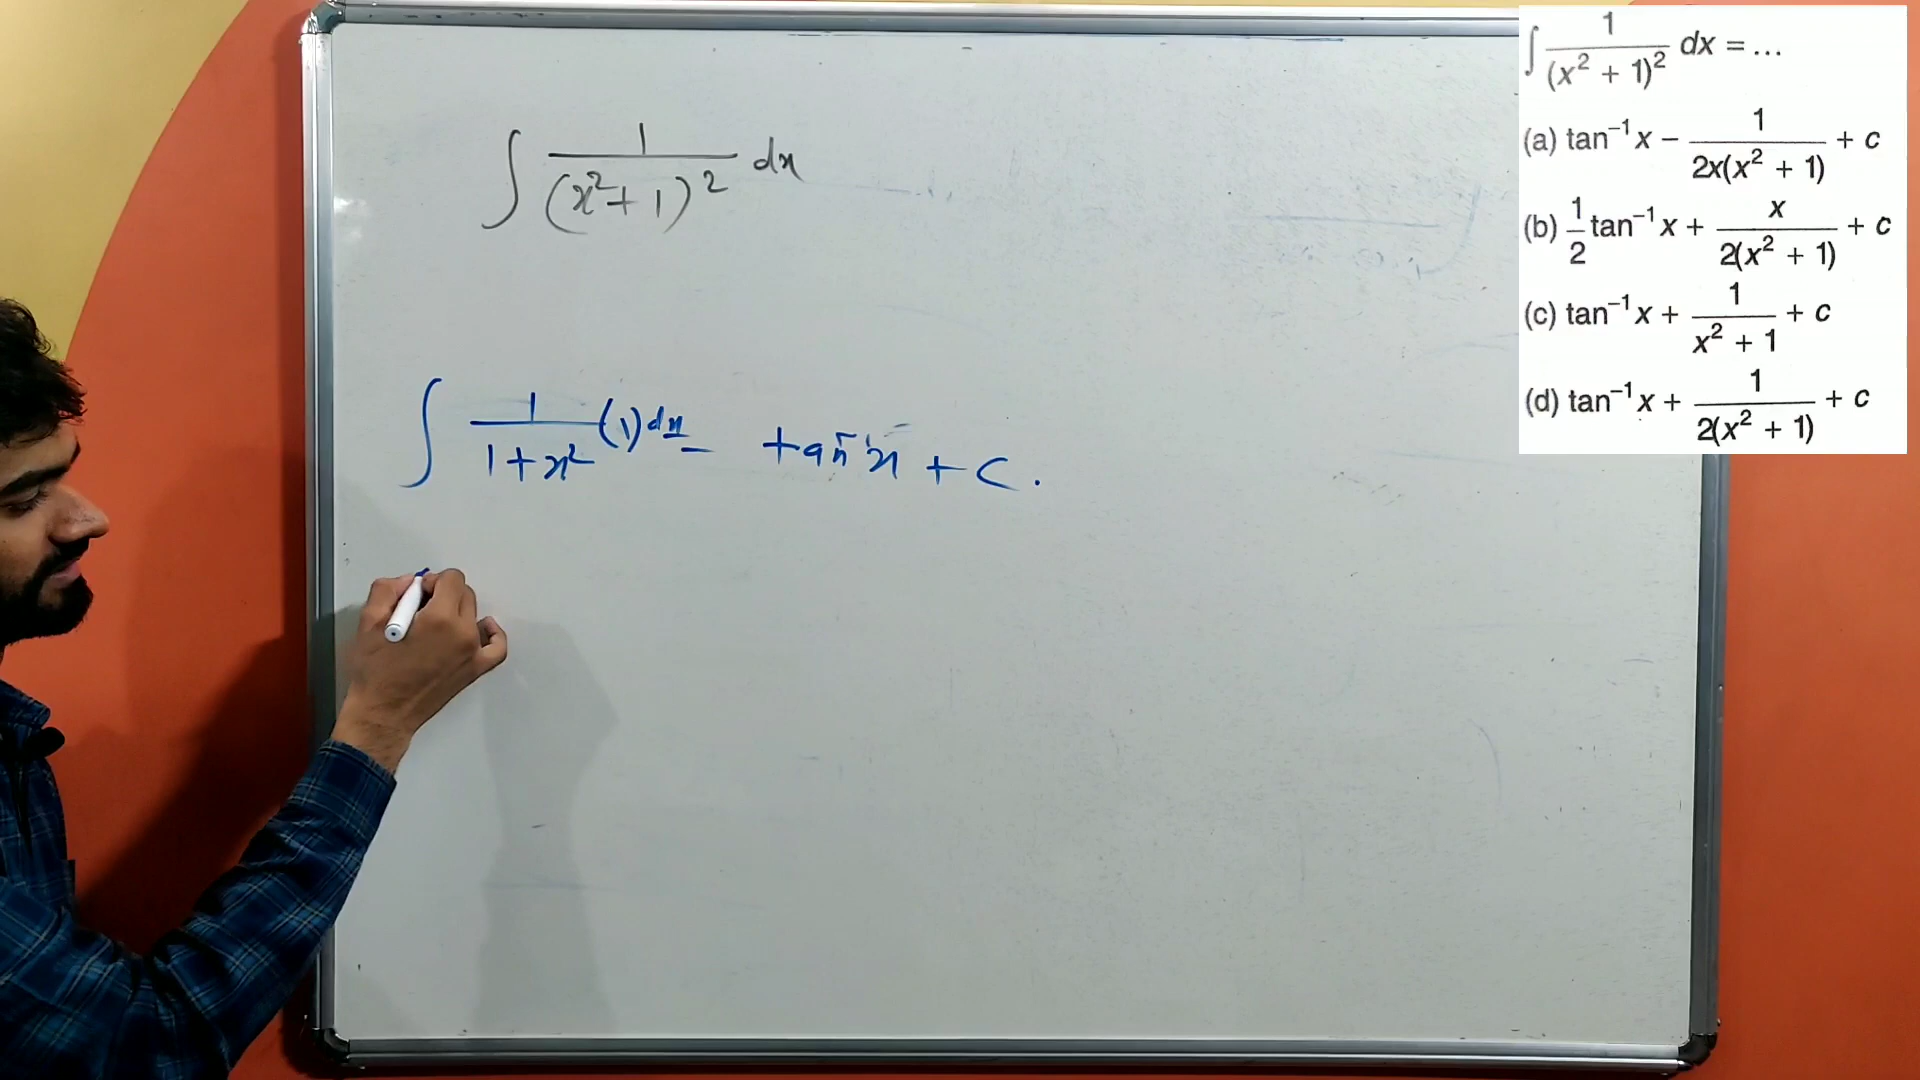 ∫ 1/(x²+1)² dx
∫ 1/(1+x²) (1) dx = tan⁻¹x + C.
∫ 1/(x² + 1)² dx = ...
(a) tan⁻¹x − 1/(2x(x² + 1)) + c
(b) 1/2 tan⁻¹x + x/(2(x² + 1)) + c
(c) tan⁻¹x + 1/(x² + 1) + c
(d) tan⁻¹x + 1/(2(x² + 1)) + c